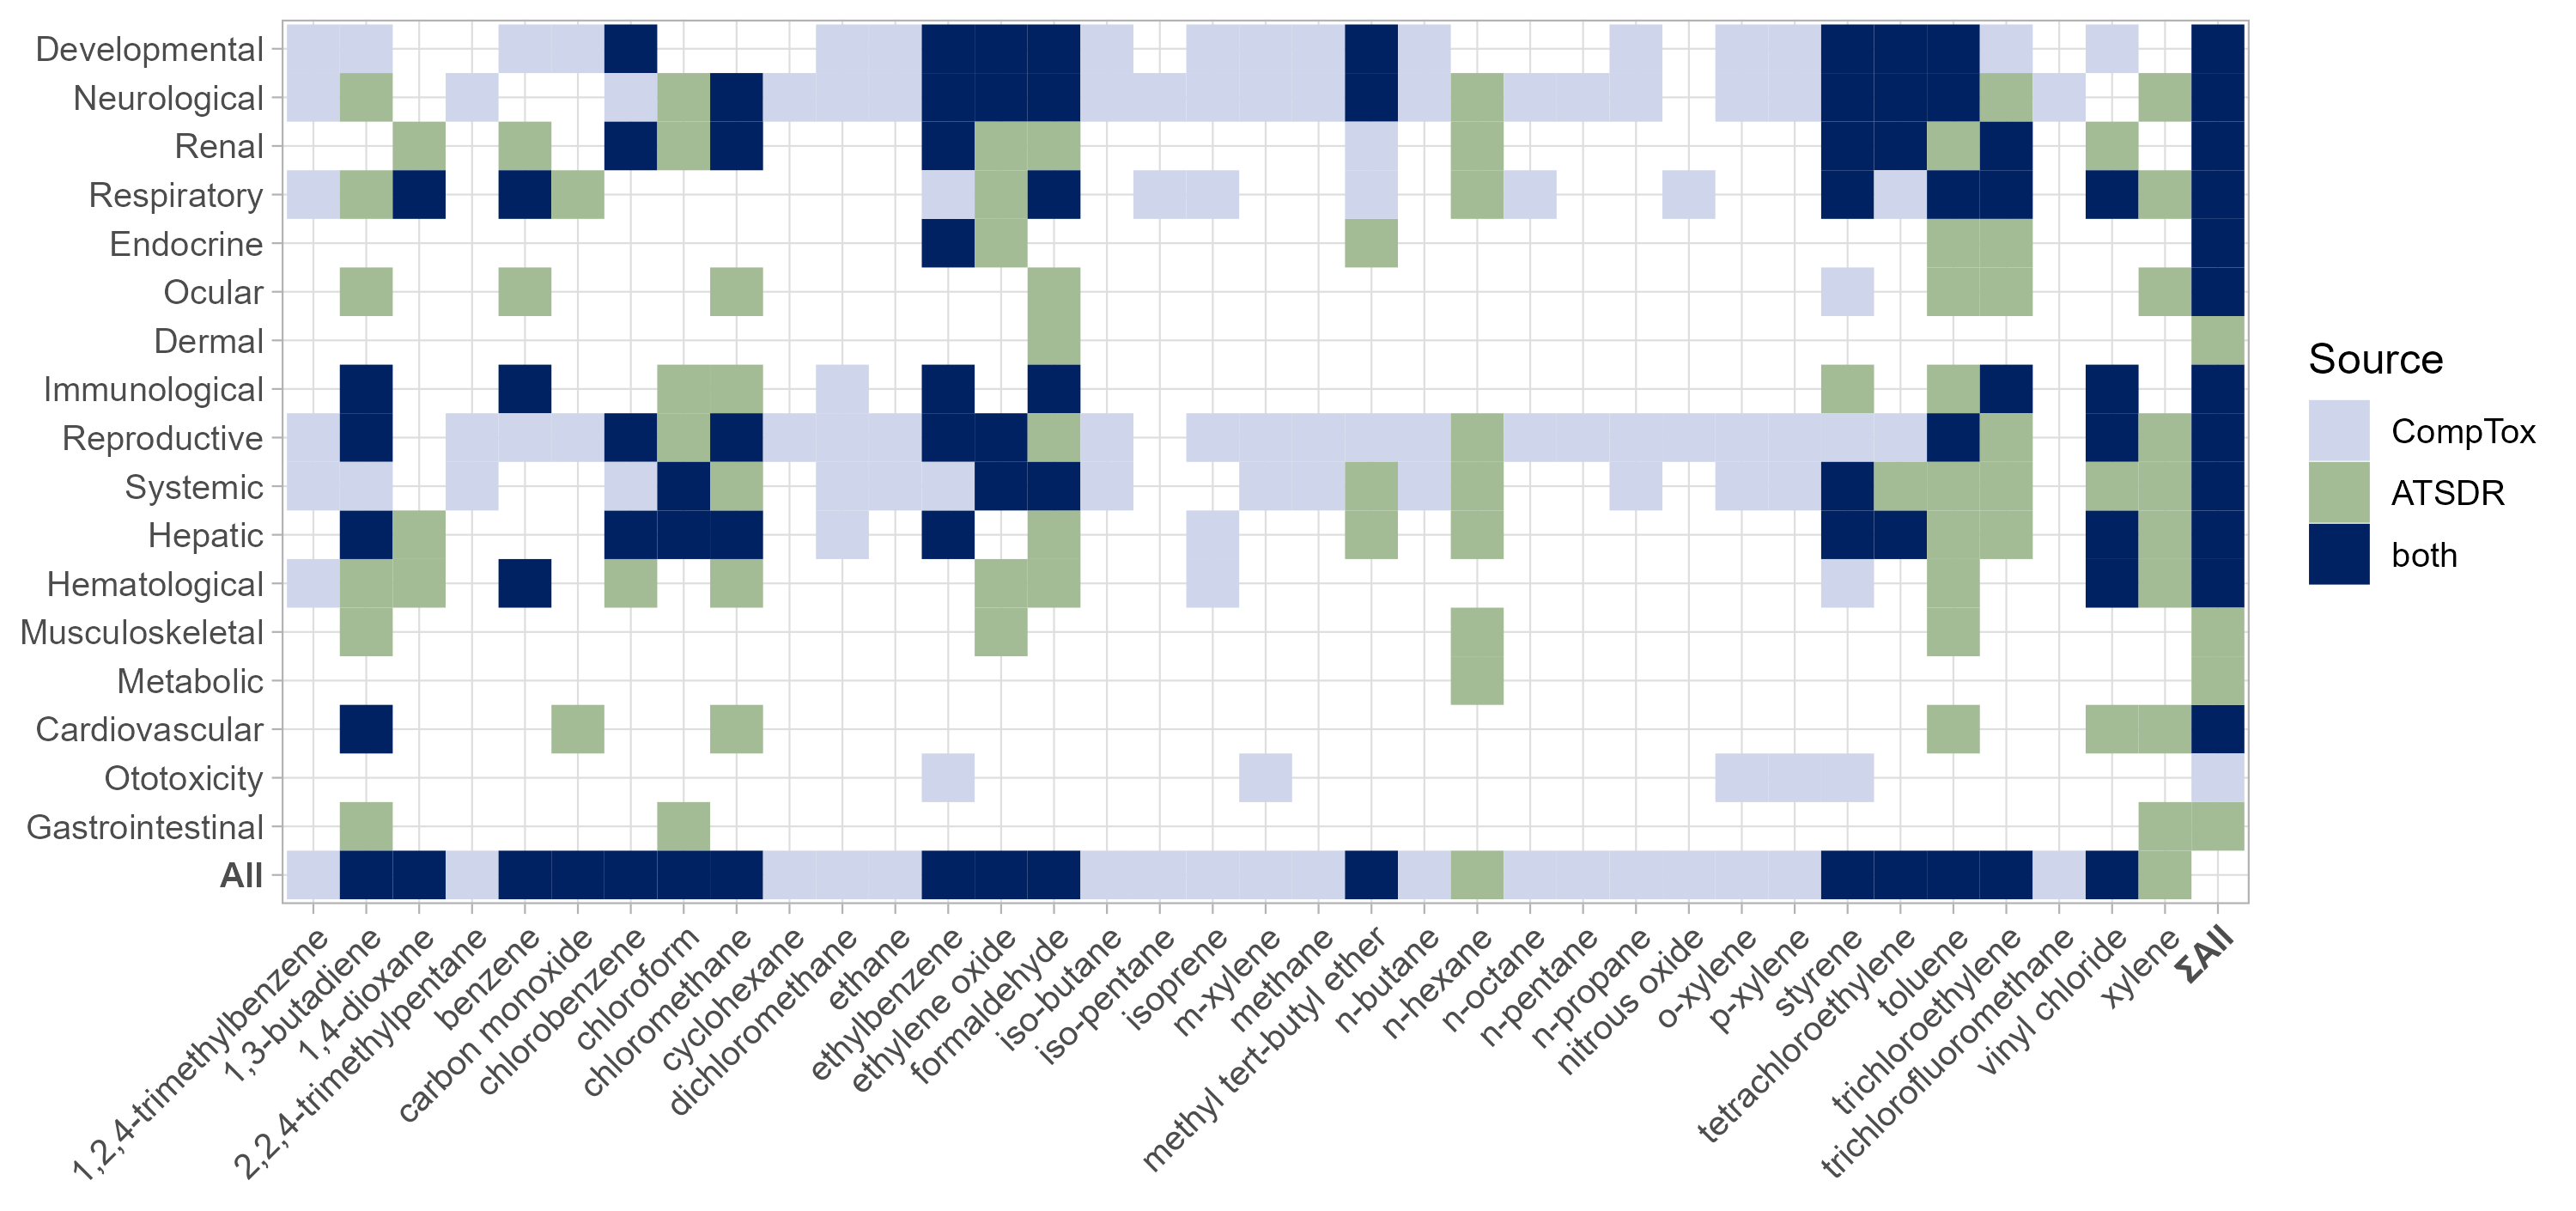 Developmental
Neurological
Renal
Respiratory
Endocrine
Ocular
Dermal
Immunological
Reproductive
Systemic
Hepatic
Hematological
Musculoskeletal
Metabolic
Cardiovascular
Ototoxicity
Gastrointestinal
All
1,2,4-trimethylbenzene
1,3-butadiene
1,4-dioxane
2,2,4-trimethylpentane
benzene
carbon monoxide
chlorobenzene
chloroform
chloromethane
cyclohexane
dichloromethane
ethane
ethylbenzene
ethylene oxide
formaldehyde
iso-butane
iso-pentane
isoprene
m-xylene
methane
methyl tert-butyl ether
n-butane
n-hexane
n-octane
n-pentane
n-propane
nitrous oxide
o-xylene
p-xylene
styrene
tetrachloroethylene
toluene
trichloroethylene
trichlorofluoromethane
vinyl chloride
xylene
ΣAll
Source
CompTox
ATSDR
both